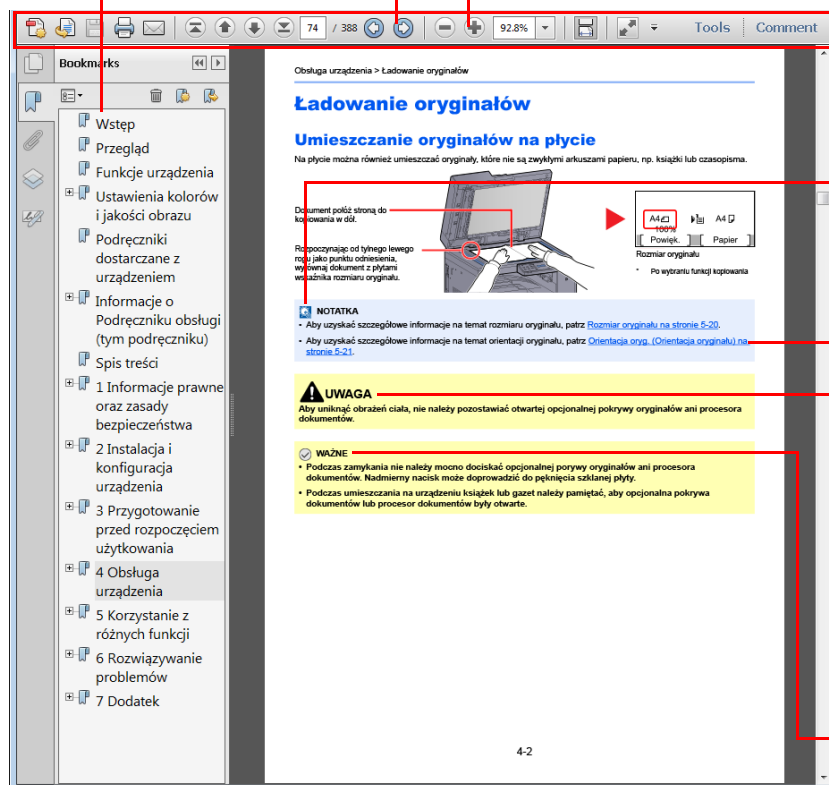 74 / 388
92.8%
Tools
Comment
Bookmarks
Wstęp
Przegląd
Funkcje urządzenia
Ustawienia kolorów
i jakości obrazu
Podręczniki
dostarczane z
urządzeniem
Informacje o
Podręczniku obsługi
(tym podręczniku)
Spis treści
1 Informacje prawne
oraz zasady
bezpieczeństwa
2 Instalacja i
konfiguracja
urządzenia
3 Przygotowanie
przed rozpoczęciem
użytkowania
4 Obsługa
urządzenia
5 Korzystanie z
różnych funkcji
6 Rozwiązywanie
problemów
7 Dodatek
Obsługa urządzenia > Ładowanie oryginałów
Ładowanie oryginałów
Umieszczanie oryginałów na płycie
Na płycie można również umieszczać oryginały, które nie są zwykłymi arkuszami papieru, np. książki lub czasopisma.
Dokument połóż stroną do
kopiowania w dół.
Rozpoczynając od tylnego lewego
rogu jako punktu odniesienia,
wyrównaj dokument z płytami
wskaźnika rozmiaru oryginału.
A4
A4
100%
Powięk.
Papier
Rozmiar oryginału
* Po wybraniu funkcji kopiowania
NOTATKA
• Aby uzyskać szczegółowe informacje na temat rozmiaru oryginału, patrz Rozmiar oryginału na stronie 5-20.
• Aby uzyskać szczegółowe informacje na temat orientacji oryginału, patrz Orientacja oryg. (Orientacja oryginału) na
stronie 5-21.
UWAGA
Aby uniknąć obrażeń ciała, nie należy pozostawiać otwartej opcjonalnej pokrywy oryginałów ani procesora
dokumentów.
WAŻNE
• Podczas zamykania nie należy mocno dociskać opcjonalnej porywy oryginałów ani procesora
dokumentów. Nadmierny nacisk może doprowadzić do pęknięcia szklanej płyty.
• Podczas umieszczania na urządzeniu książek lub gazet należy pamiętać, aby opcjonalna pokrywa
dokumentów lub procesor dokumentów były otwarte.
4-2